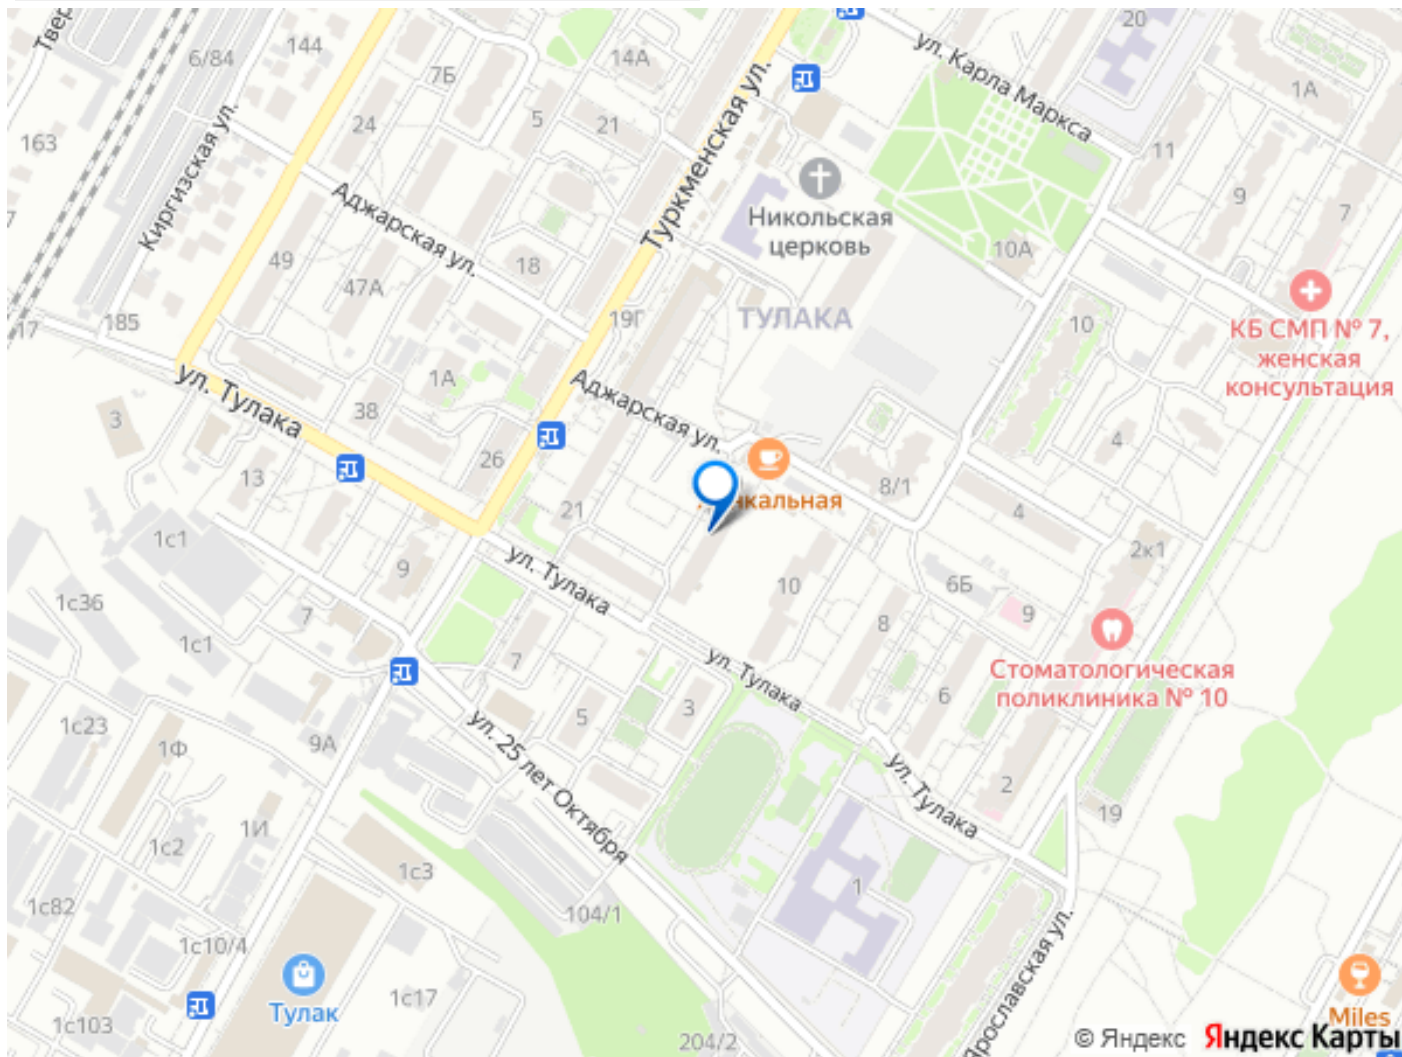 Твер
6/84
144
7Б
14А
20
ул. Карла Маркса
1А
163
Киргизская ул.
24
5
21
Туркменская ул.
11
9
7
Аджарская ул.
Никольская
церковь
10А
49
47А
18
17
185
19Г
ТУЛАКА
10
КБ СМП № 7,
женская
консультация
ул. Тулака
1А
38
Аджарская ул.
3
26
13
4
8/1
нкальная
21
4
1с1
2к1
ул. Тулака
9
10
6Б
9
1с36
7
8
1с1
7
ул. Тулака
Стоматологическая
поликлиника № 10
6
5
3
1с23
1Ф
9А
ул. 25 лет Октября
ул. Тулака
2
19
1И
1с2
1с3
1
1с82
104/1
1с10/4
Ярославская ул.
Тулак
1с17
1с103
204/2
Miles
© Яндекс Яндекс Карты